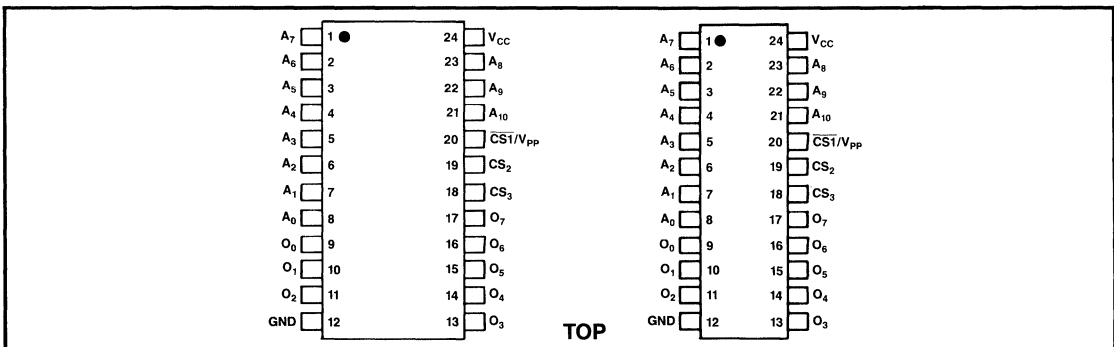 A7 1 24 VCC A7 1 24 VCC
A6 2 23 A8 A6 2 23 A8
A5 3 22 A9 A5 3 22 A9
A4 4 21 A10 A4 4 21 A10
A3 5 20 C̅S̅1̅/VPP A3 5 20 C̅S̅1̅/VPP
A2 6 19 CS2 A2 6 19 CS2
A1 7 18 CS3 A1 7 18 CS3
A0 8 17 O7 A0 8 17 O7
O0 9 16 O6 O0 9 16 O6
O1 10 15 O5 O1 10 15 O5
O2 11 14 O4 O2 11 14 O4
GND 12 13 O3 GND 12 13 O3
TOP